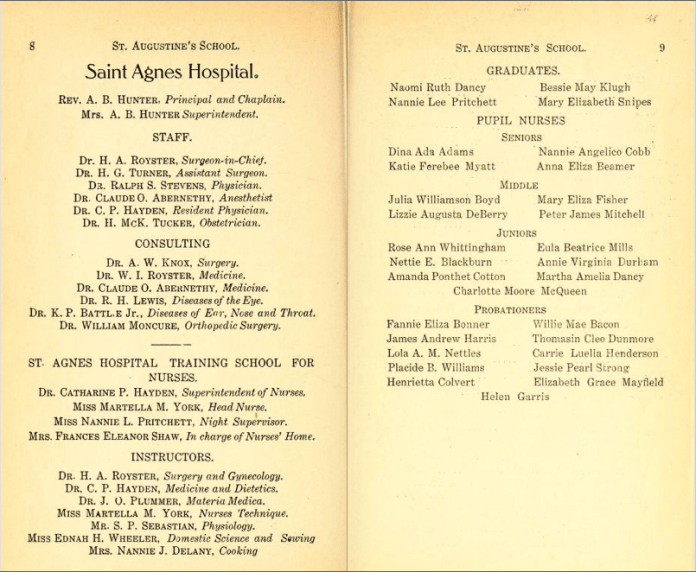 8
ST. AUGUSTINE'S SCHOOL.
Saint Agnes Hospital.
REV. A. B. HUNTER, Principal and Chaplain.
MRS. A. B. HUNTER Superintendent.
STAFF.
DR. H. A. ROYSTER, Surgeon-in-Chief.
DR. H. G. TURNER, Assistant Surgeon.
DR. RALPH S. STEVENS, Physician.
DR. CLAUDE O. ABERNETHY, Anesthetist
DR. C. P. HAYDEN, Resident Physician.
DR. H. McK. TUCKER, Obstetrician.
CONSULTING
DR. A. W. KNOX, Surgery.
DR. W. I. ROYSTER, Medicine.
DR. CLAUDE O. ABERNETHY, Medicine.
DR. R. H. LEWIS, Diseases of the Eye.
DR. K. P. BATTLE JR., Diseases of Ear, Nose and Throat.
DR. WILLIAM MONCURE, Orthopedic Surgery.
ST. AGNES HOSPITAL TRAINING SCHOOL FOR
NURSES.
DR. CATHARINE P. HAYDEN, Superintendent of Nurses.
MISS MARTELLA M. YORK, Head Nurse.
MISS NANNIE L. PRITCHETT, Night Supervisor.
MRS. FRANCES ELEANOR SHAW, In charge of Nurses' Home.
INSTRUCTORS.
DR. H. A. ROYSTER, Surgery and Gynecology.
DR. C. P. HAYDEN, Medicine and Dietetics.
DR. J. O. PLUMMER, Materia Medica.
MISS MARTELLA M. YORK, Nurses Technique.
MR. S. P. SEBASTIAN, Physiology.
MISS EDNAH H. WHEELER, Domestic Science and Sewing
MRS. NANNIE J. DELANY, Cooking
ST. AUGUSTINE'S SCHOOL.
9
GRADUATES.
Naomi Ruth Dancy Bessie May Klugh
Nannie Lee Pritchett Mary Elizabeth Snipes
PUPIL NURSES
SENIORS
Dina Ada Adams Nannie Angelico Cobb
Katie Ferebee Myatt Anna Eliza Beamer
MIDDLE
Julia Williamson Boyd Mary Eliza Fisher
Lizzie Augusta DeBerry Peter James Mitchell
JUNIORS
Rose Ann Whittingham Eula Beatrice Mills
Nettie E. Blackburn Annie Virginia Durham
Amanda Ponthet Cotton Martha Amelia Dancy
Charlotte Moore McQueen
PROBATIONERS
Fannie Eliza Bonner Willie Mae Bacon
James Andrew Harris Thomasin Cleo Dunmore
Lola A. M. Nettles Carrie Luella Henderson
Placide B. Williams Jessie Pearl Strong
Henrietta Colvert Elizabeth Grace Mayfield
Helen Garris